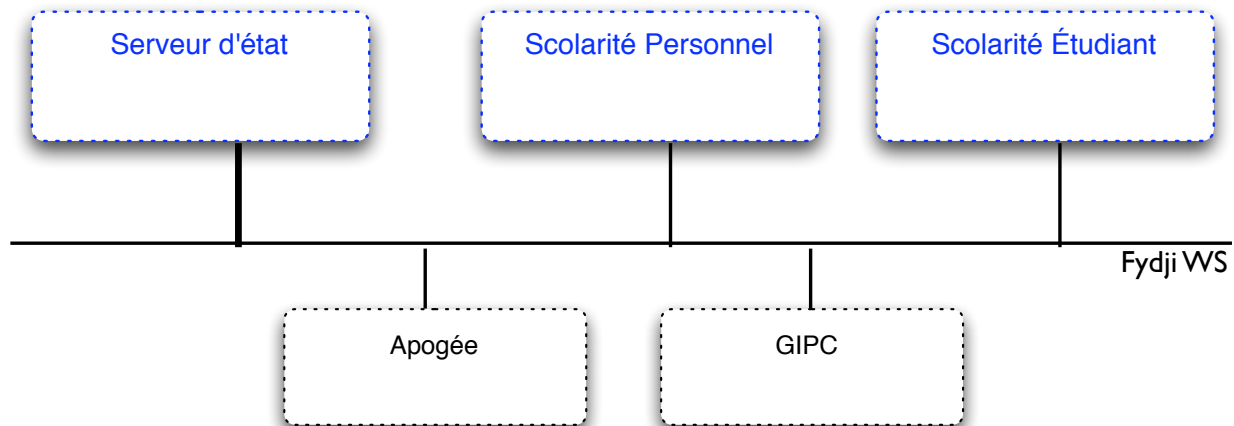 Serveur d'état
Scolarité Personnel
Scolarité Étudiant
Fydji WS
Apogée
GIPC